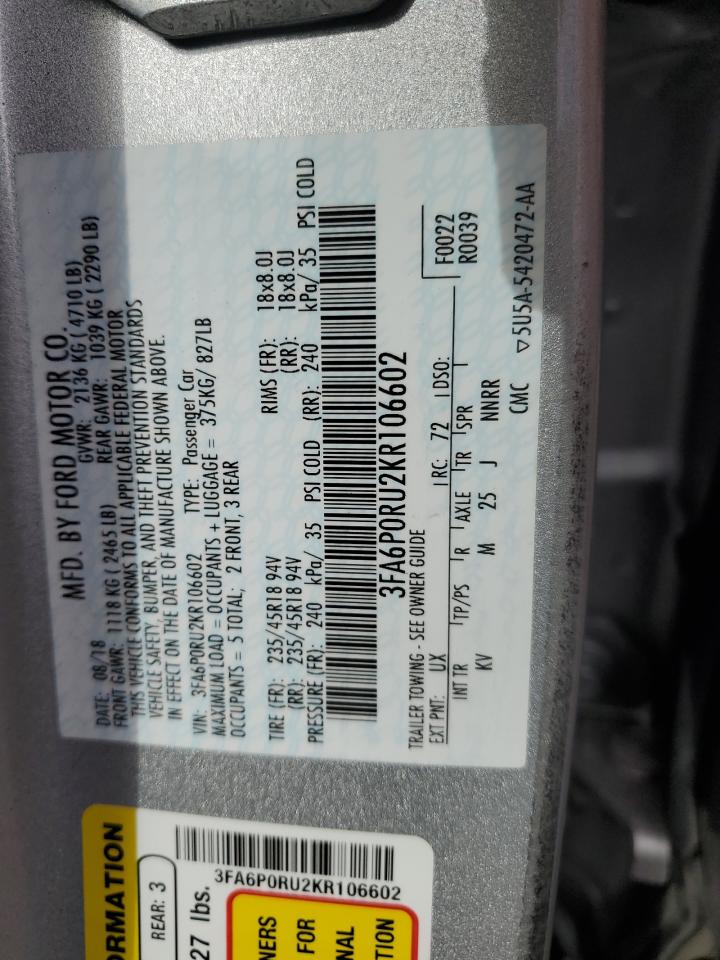 MFD. BY FORD MOTOR CO.
DATE: 08/18 GVWR: 2136 KG ( 4710 LB)
FRONT GAWR: 1118 KG ( 2465 LB) REAR GAWR: 1039 KG ( 2290 LB)
THIS VEHICLE CONFORMS TO ALL APPLICABLE FEDERAL MOTOR
VEHICLE SAFETY, BUMPER, AND THEFT PREVENTION STANDARDS
IN EFFECT ON THE DATE OF MANUFACTURE SHOWN ABOVE.
VIN: 3FA6P0RU2KR106602 TYPE: Passenger Car
MAXIMUM LOAD = OCCUPANTS + LUGGAGE = 375KG/ 827LB
OCCUPANTS = 5 TOTAL; 2 FRONT, 3 REAR
TIRE (FR): 235/45R18 94V RIMS (FR): 18x8.0J
(RR): 235/45R18 94V (RR): 18x8.0J
PRESSURE (FR): 240 kPa/ 35 PSI COLD (RR): 240 kPa/ 35 PSI COLD
3FA6P0RU2KR106602
TRAILER TOWING - SEE OWNER GUIDE
F0022
R0039
EXT PNT: UX RC: 72 DSO:
INT TR TP/PS R AXLE TR SPR
KV M 25 J NNRR
CMC ▽5U5A-5420472-AA
ORMATION
REAR: 3
27 lbs.
3FA6P0RU2KR106602
NERS
FOR
NAL
TION